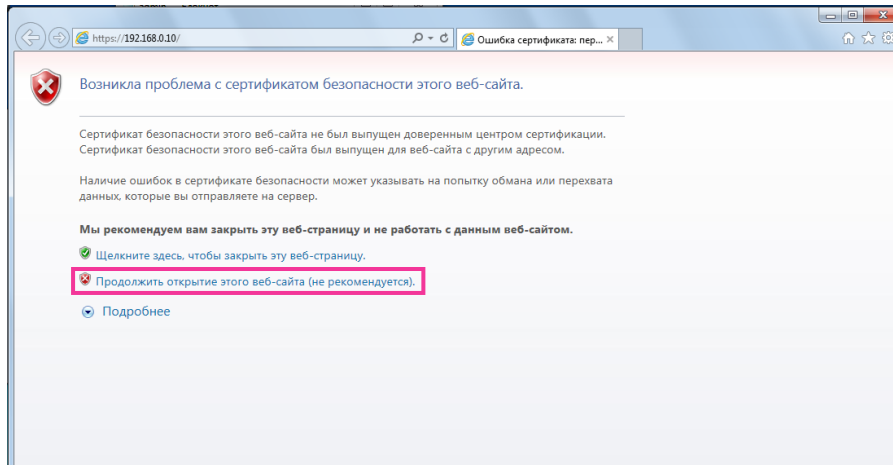 https://192.168.0.10/
Ошибка сертификата: пер...
Возникла проблема с сертификатом безопасности этого веб-сайта.
Сертификат безопасности этого веб-сайта не был выпущен доверенным центром сертификации.
Сертификат безопасности этого веб-сайта был выпущен для веб-сайта с другим адресом.
Наличие ошибок в сертификате безопасности может указывать на попытку обмана или перехвата
данных, которые вы отправляете на сервер.
Мы рекомендуем вам закрыть эту веб-страницу и не работать с данным веб-сайтом.
Щелкните здесь, чтобы закрыть эту веб-страницу.
Продолжить открытие этого веб-сайта (не рекомендуется).
Подробнее